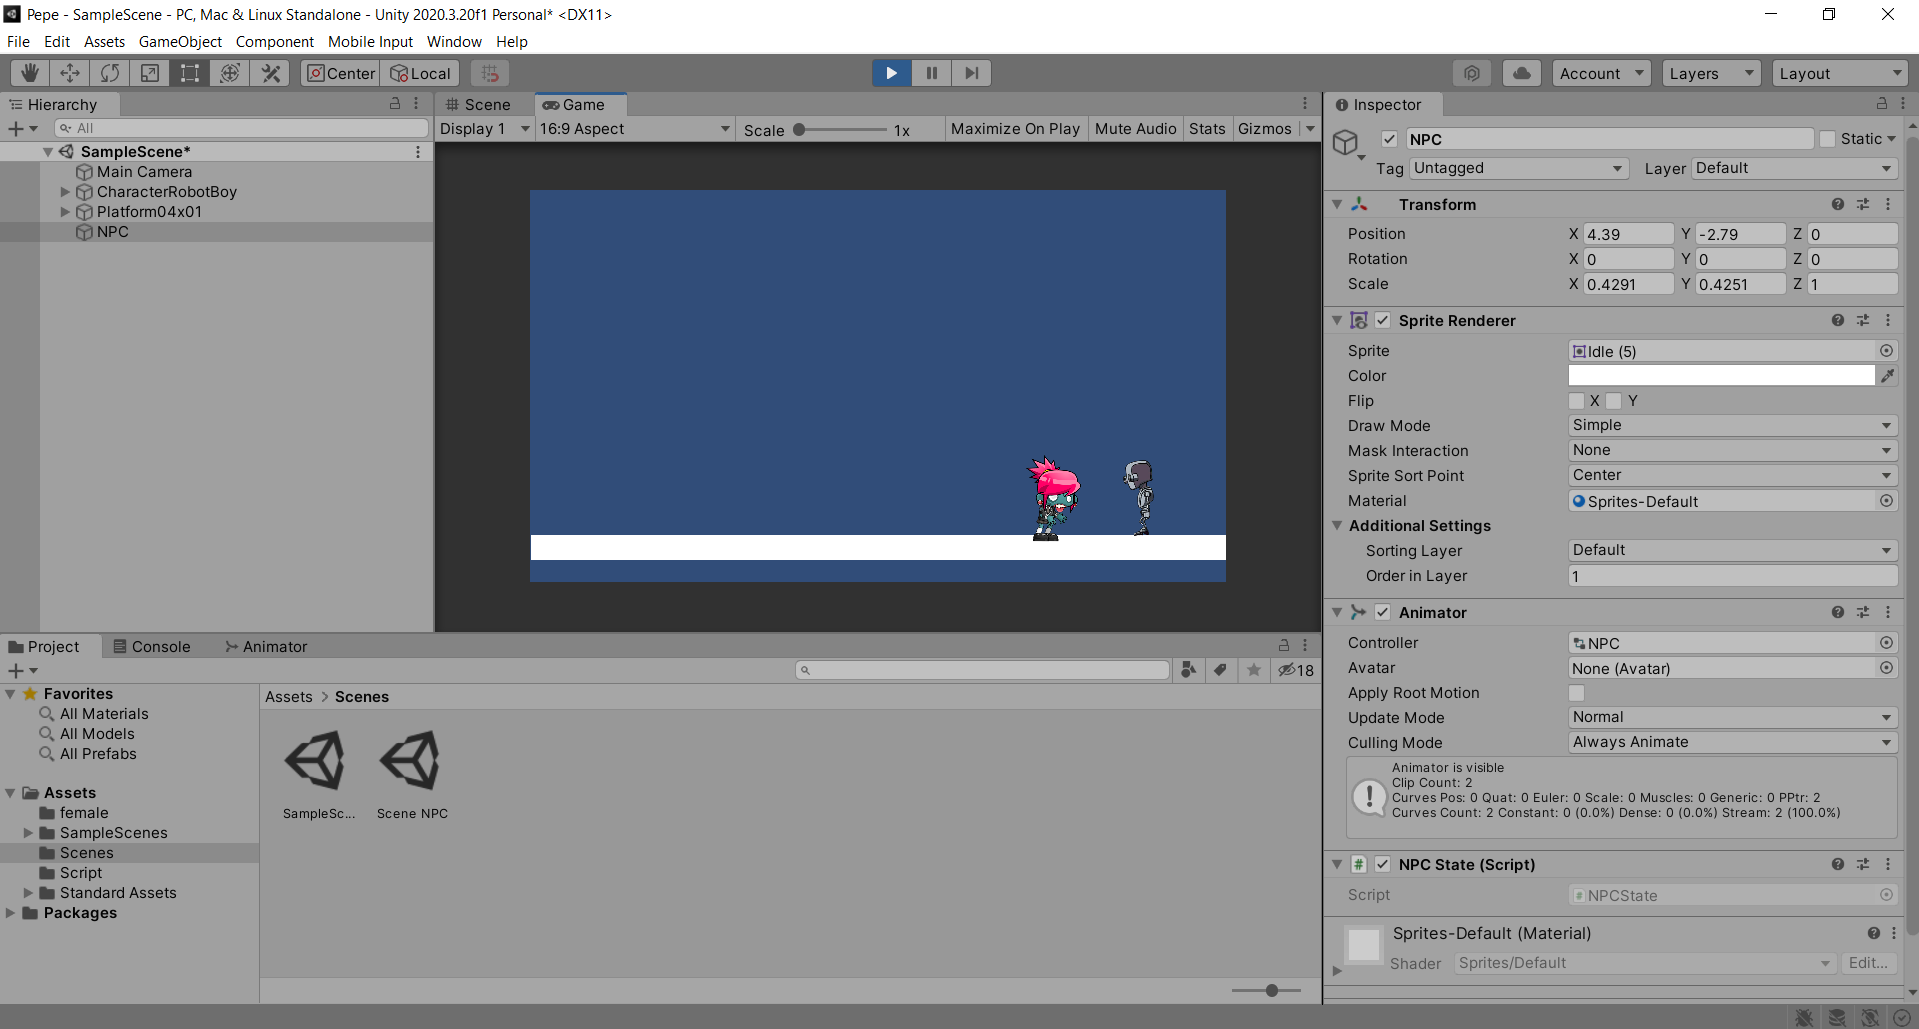 Pepe - SampleScene - PC, Mac & Linux Standalone - Unity 2020.3.20f1 Personal* <DX11>
File Edit Assets GameObject Component Mobile Input Window Help
Center Local Account Layers Layout
Hierarchy
All
SampleScene*
Main Camera
CharacterRobotBoy
Platform04x01
NPC
Scene Game
Display 1 16:9 Aspect Scale 1x Maximize On Play Mute Audio Stats Gizmos
Inspector
NPC Static
Tag Untagged Layer Default
Transform
Position X 4.39 Y -2.79 Z 0
Rotation X 0 Y 0 Z 0
Scale X 0.4291 Y 0.4251 Z 1
Sprite Renderer
Sprite Idle (5)
Color
Flip X Y
Draw Mode Simple
Mask Interaction None
Sprite Sort Point Center
Material Sprites-Default
Additional Settings
Sorting Layer Default
Order in Layer 1
Animator
Controller NPC
Avatar None (Avatar)
Apply Root Motion
Update Mode Normal
Culling Mode Always Animate
Animator is visible
Clip Count: 2
Curves Pos: 0 Quat: 0 Euler: 0 Scale: 0 Muscles: 0 Generic: 0 PPtr: 2
Curves Count: 2 Constant: 0 (0.0%) Dense: 0 (0.0%) Stream: 2 (100.0%)
# NPC State (Script)
Script # NPCState
Sprites-Default (Material)
Shader Sprites/Default Edit...
Project Console Animator
18
Favorites
All Materials
All Models
All Prefabs
Assets
female
SampleScenes
Scenes
Script
Standard Assets
Packages
Assets > Scenes
SampleSc... Scene NPC